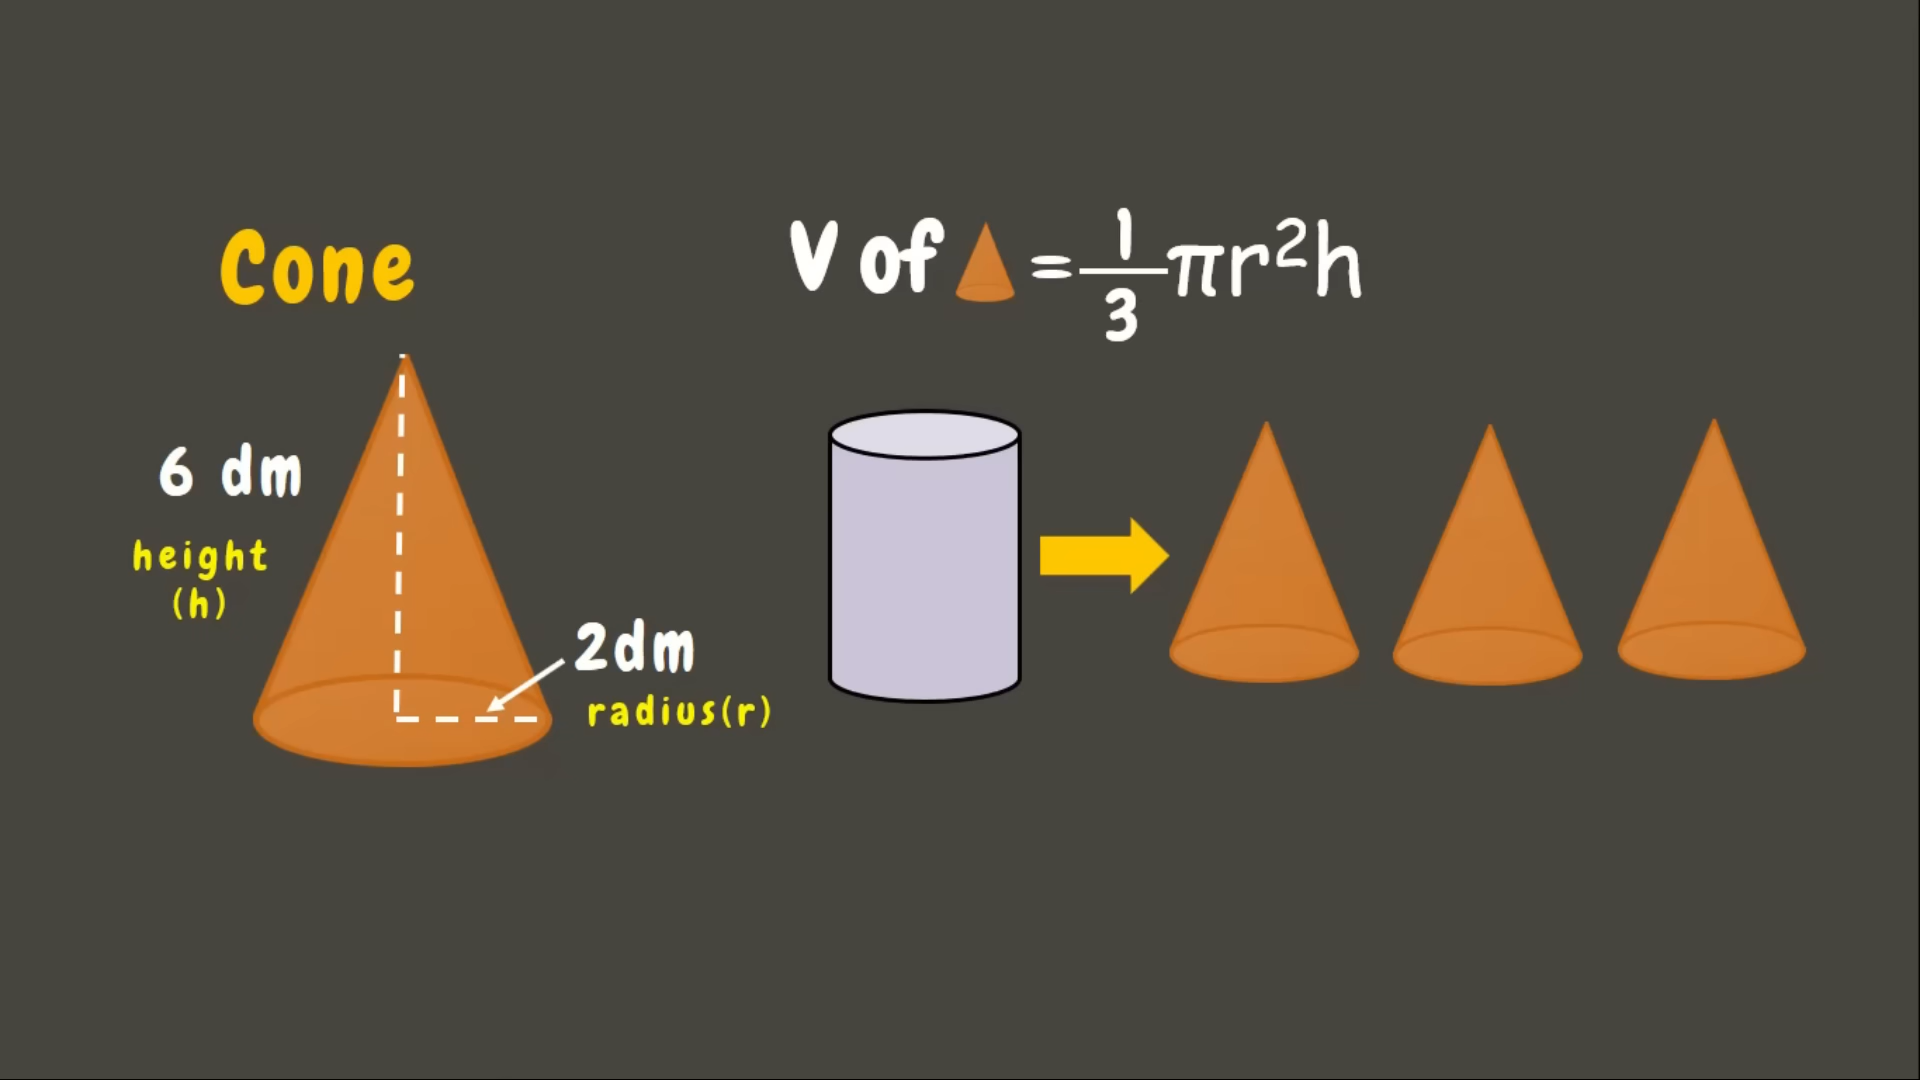 Cone
V of = 1/3 πr²h
6 dm
height
(h)
2dm
radius(r)